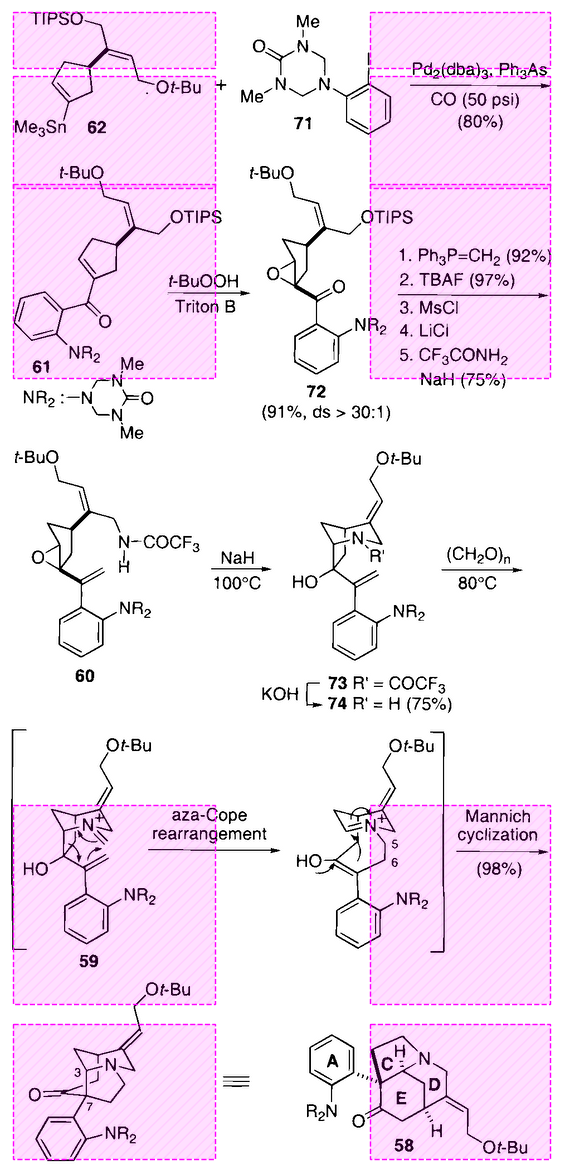 TIPSO
Ot-Bu
Me3Sn
62
+
Me
N
O
N
N
Me
I
71
Pd2(dba)3, Ph3As
CO (50 psi)
(80%)
t-BuO
OTIPS
O
NR2
61
t-BuOOH
Triton B
t-BuO
OTIPS
O
O
NR2
72
(91%, ds > 30:1)
1. Ph3P=CH2 (92%)
2. TBAF (97%)
3. MsCl
4. LiCl
5. CF3CONH2
NaH (75%)
NR2 :
Me
N
N
O
N
Me
t-BuO
N
COCF3
H
O
NR2
60
NaH
100°C
Ot-Bu
N
R'
HO
NR2
(CH2O)n
80°C
73 R' = COCF3
KOH
74 R' = H (75%)
Ot-Bu
N
+
HO
NR2
59
aza-Cope
rearrangement
Ot-Bu
N
+
5
6
HO
NR2
Mannich
cyclization
(98%)
Ot-Bu
3
N
O
7
NR2
A
C
H
N
D
E
R2N
O
H
Ot-Bu
58